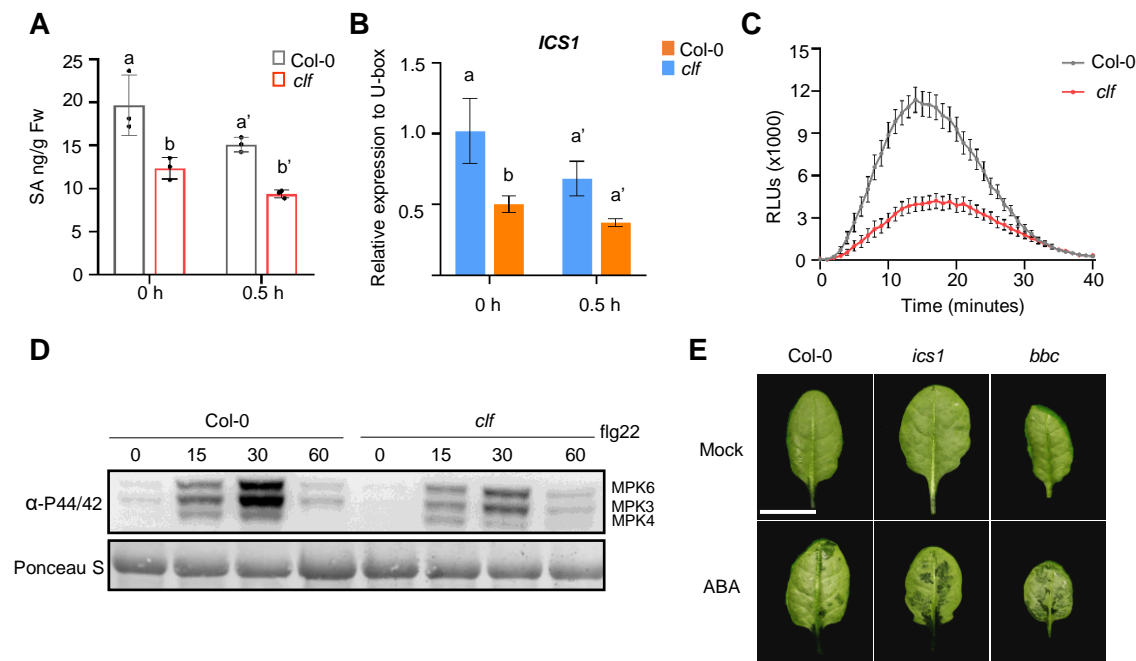 A
SA ng/g Fw
25
20
15
10
5
0
a
b
a’
b’
0 h
0.5 h
Col-0
clf
B
ICS1
Relative expression to U-box
1.5
1.0
0.5
a
b
a’
a’
0 h
0.5 h
Col-0
clf
C
RLUs (x1000)
15
12
9
6
3
0
0
10
20
30
40
Time (minutes)
Col-0
clf
D
Col-0
clf
flg22
0 15 30 60 0 15 30 60
α-P44/42
MPK6
MPK3
MPK4
Ponceau S
E
Col-0 ics1 bbc
Mock
ABA